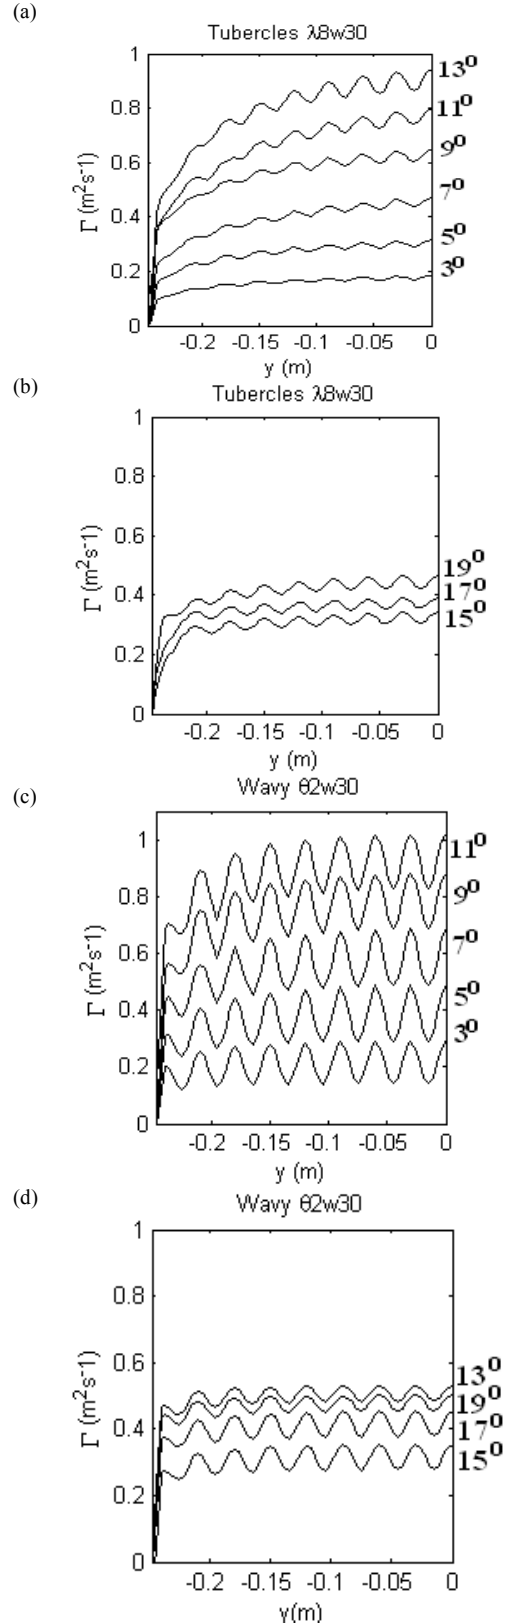 (a)
Tubercles λ8w30
1
0.8
0.6
0.4
0.2
0
Γ (m²s⁻¹)
13⁰
11⁰
9⁰
7⁰
5⁰
3⁰
-0.2 -0.15 -0.1 -0.05 0
y (m)
(b)
Tubercles λ8w30
1
0.8
0.6
0.4
0.2
0
Γ (m²s⁻¹)
19⁰
17⁰
15⁰
-0.2 -0.15 -0.1 -0.05 0
y (m)
(c)
Wavy θ2w30
1
0.8
0.6
0.4
0.2
0
Γ (m²s⁻¹)
11⁰
9⁰
7⁰
5⁰
3⁰
-0.2 -0.15 -0.1 -0.05 0
y (m)
(d)
Wavy θ2w30
1
0.8
0.6
0.4
0.2
0
Γ (m²s⁻¹)
13⁰
19⁰
17⁰
15⁰
-0.2 -0.15 -0.1 -0.05 0
y(m)